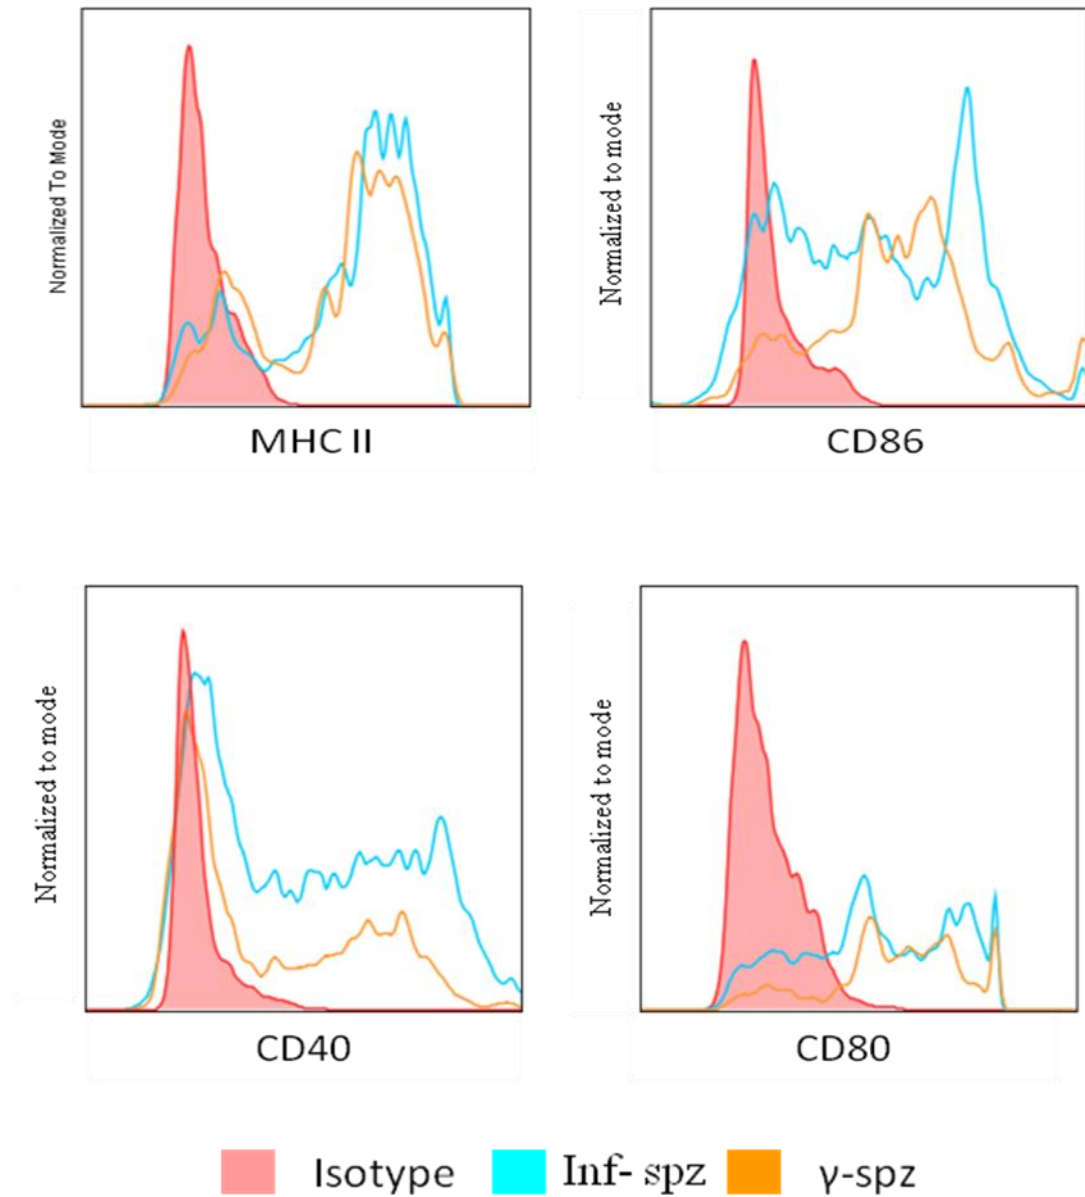 Normalized To Mode
MHC II
Normalized to mode
CD86
Normalized to mode
CD40
Normalized to mode
CD80
Isotype Inf- spz γ-spz